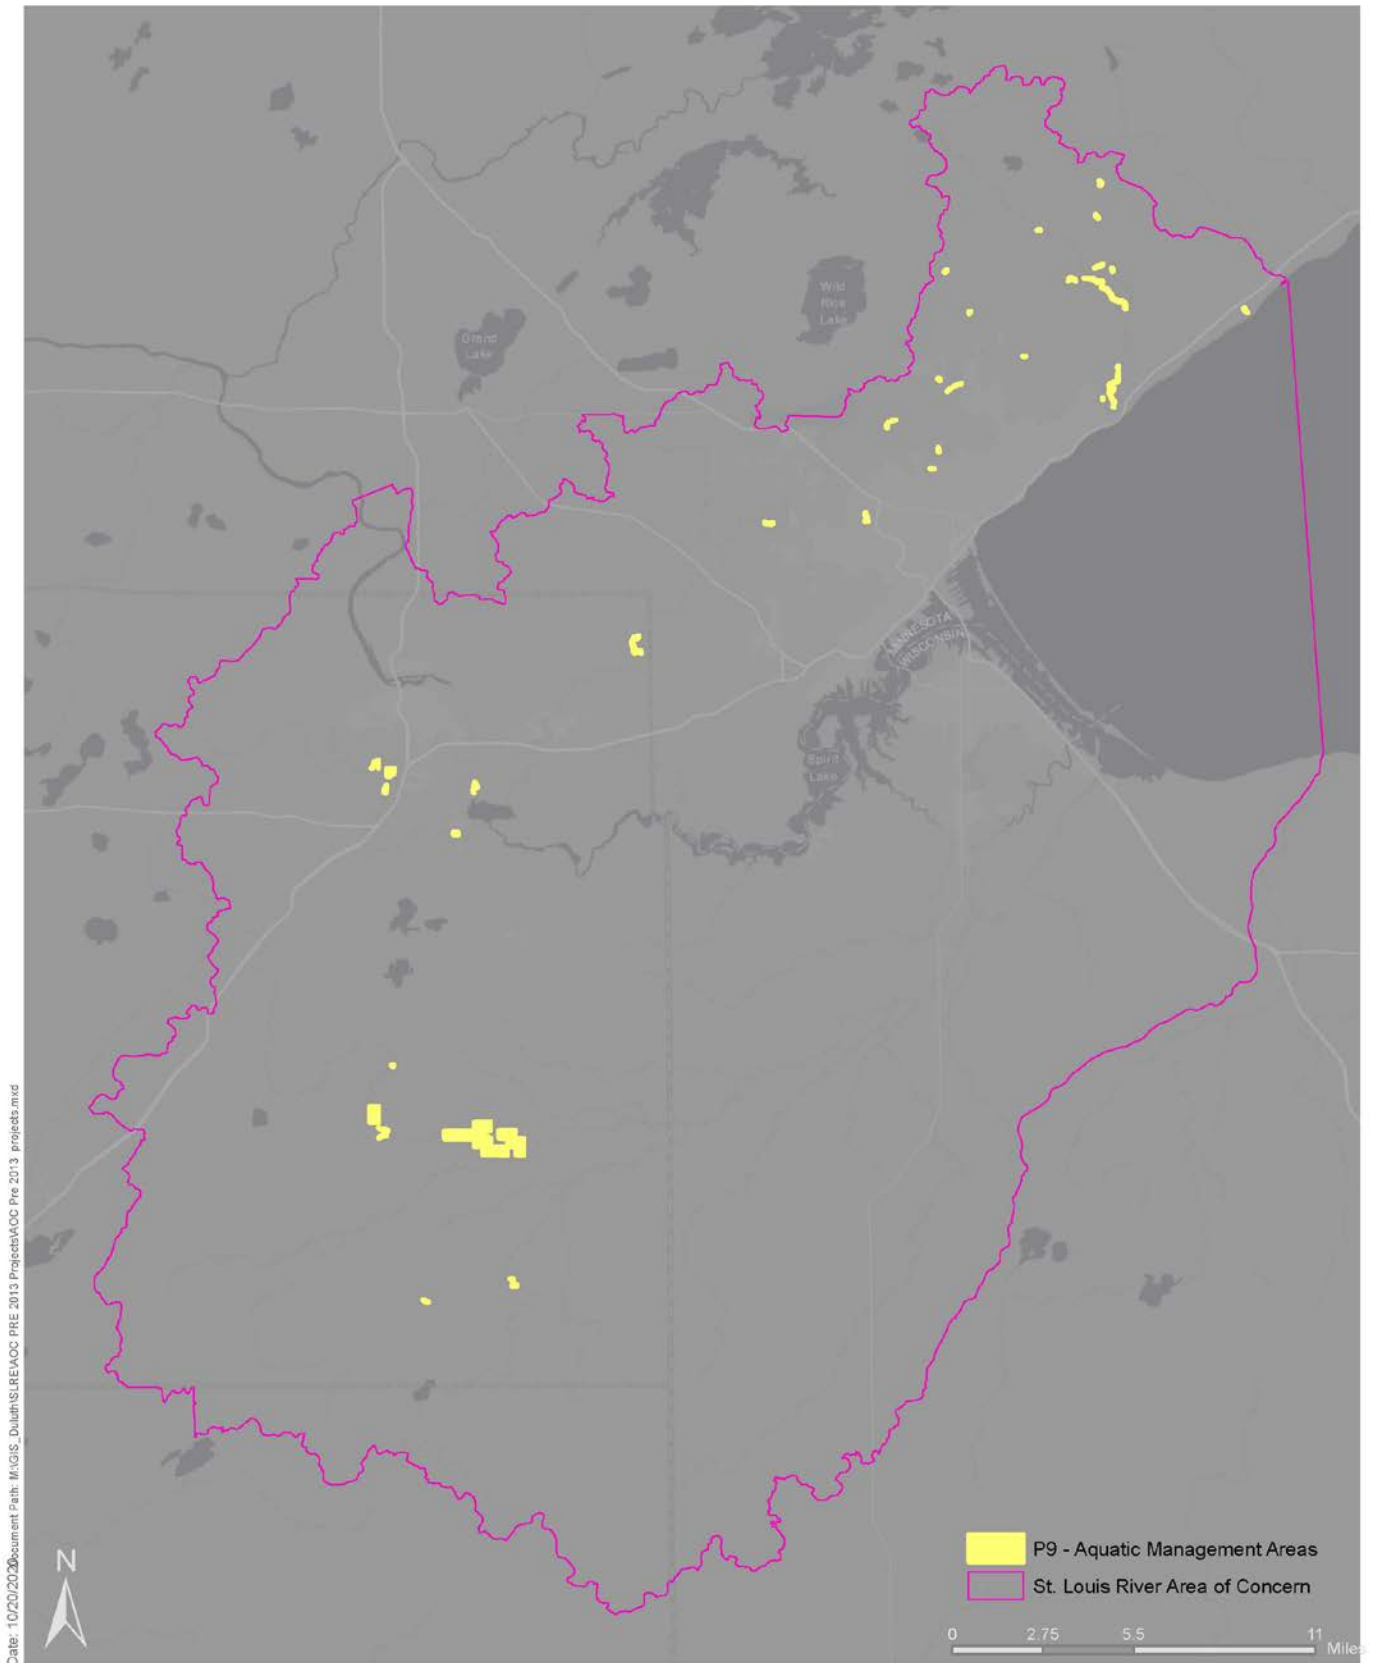 Wild
Rice
Lake
Grand
Lake
MINNESOTA
WISCONSIN
Spirit
Lake
P9 - Aquatic Management Areas
St. Louis River Area of Concern
N
0 2.75 5.5 11
Miles
Date: 10/20/2020 Document Path: M:\GIS_Duluth\SLRE\AOC PRE 2013 Projects\AOC Pre 2013 projects.mxd